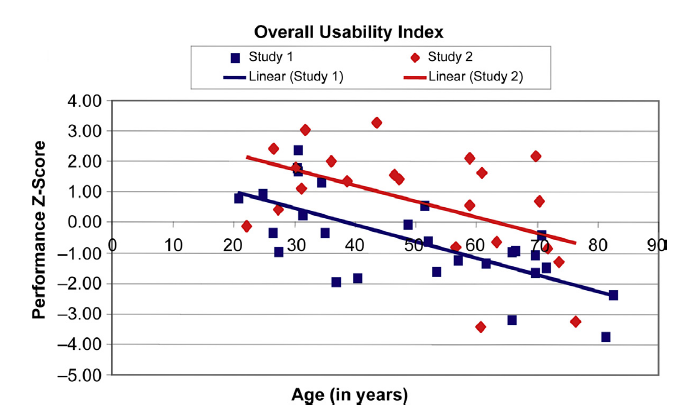 Overall Usability Index
Study 1 Study 2
Linear (Study 1) Linear (Study 2)
4.00
3.00
2.00
1.00
0.00
0 10 20 30 40 50 60 70 80 90
–1.00
–2.00
–3.00
–4.00
–5.00
Performance Z-Score
Age (in years)